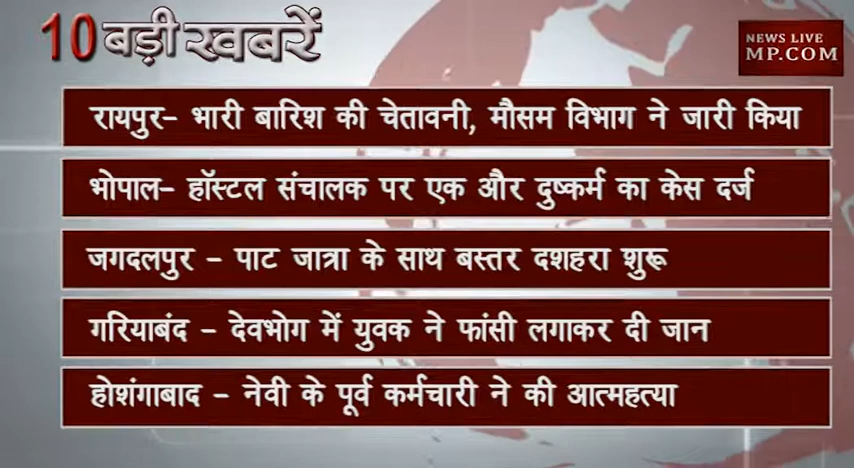 10 बड़ी खबरें
NEWS LIVE
MP.COM
रायपुर- भारी बारिश की चेतावनी, मौसम विभाग ने जारी किया
भोपाल- हॉस्टल संचालक पर एक और दुष्कर्म का केस दर्ज
जगदलपुर - पाट जात्रा के साथ बस्तर दशहरा शुरू
गरियाबंद - देवभोग में युवक ने फांसी लगाकर दी जान
होशंगाबाद - नेवी के पूर्व कर्मचारी ने की आत्महत्या